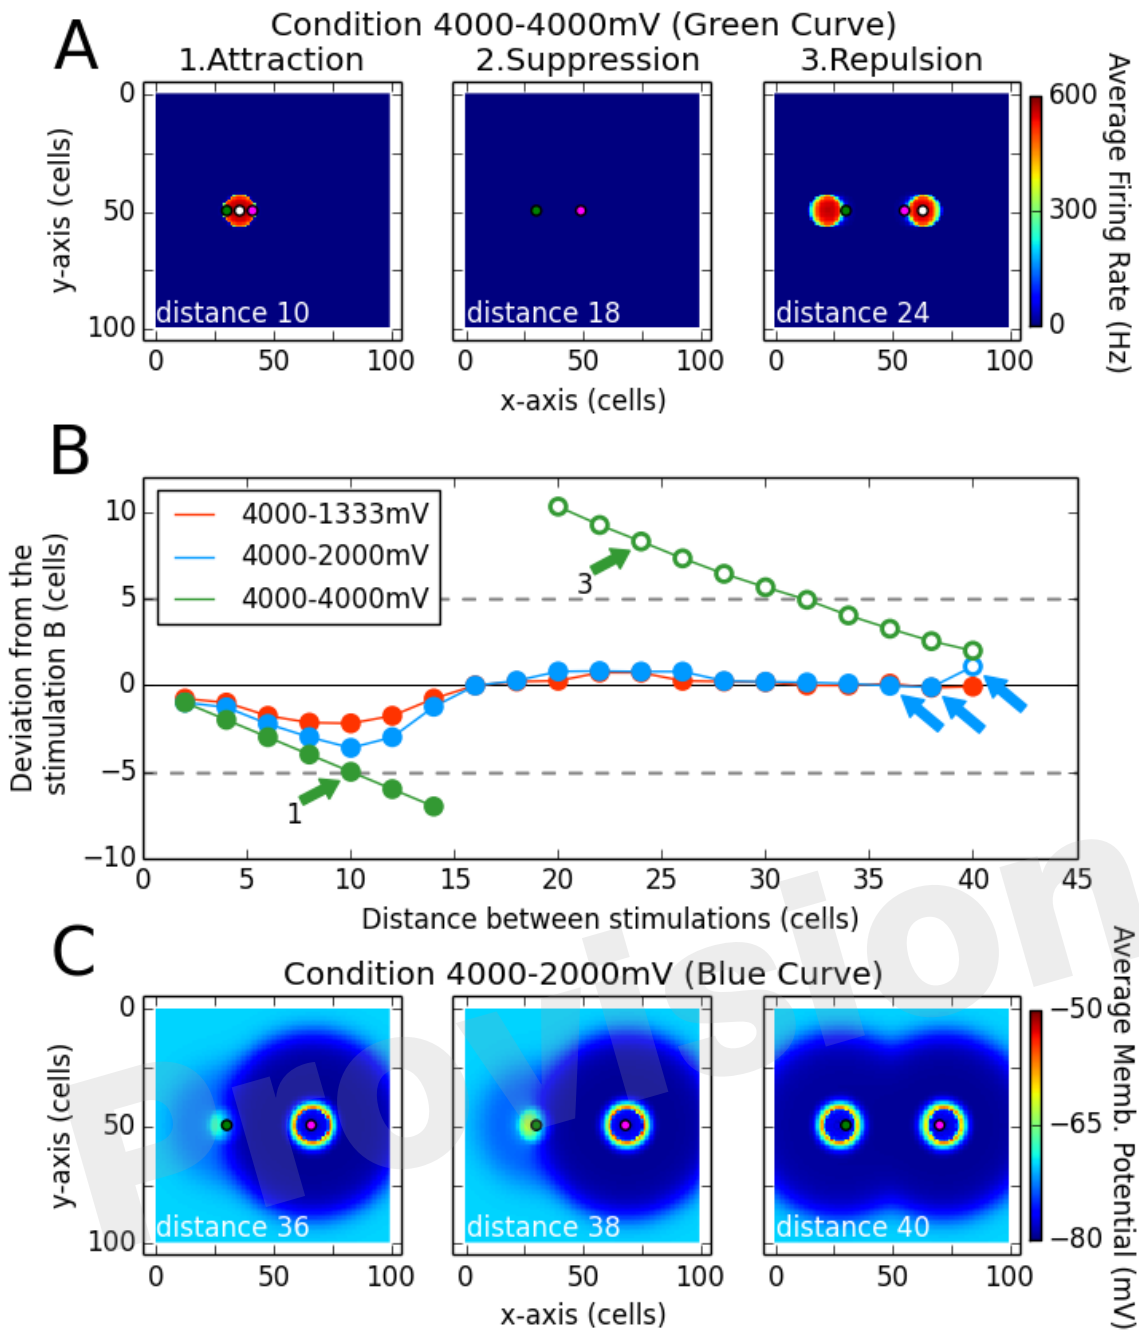 A
Condition 4000-4000mV (Green Curve)
1.Attraction 2.Suppression 3.Repulsion
0
50
100
y-axis (cells)
distance 10
distance 18
distance 24
0 50 100 0 50 100 0 50 100
x-axis (cells)
600
300
0
Average Firing Rate (Hz)
B
10
5
0
−5
−10
Deviation from the
stimulation B (cells)
4000-1333mV
4000-2000mV
4000-4000mV
3
1
0 5 10 15 20 25 30 35 40 45
Distance between stimulations (cells)
C
Condition 4000-2000mV (Blue Curve)
0
50
100
y-axis (cells)
distance 36
distance 38
distance 40
0 50 100 0 50 100 0 50 100
x-axis (cells)
−50
−65
−80
Average Memb. Potential (mV)
Provision